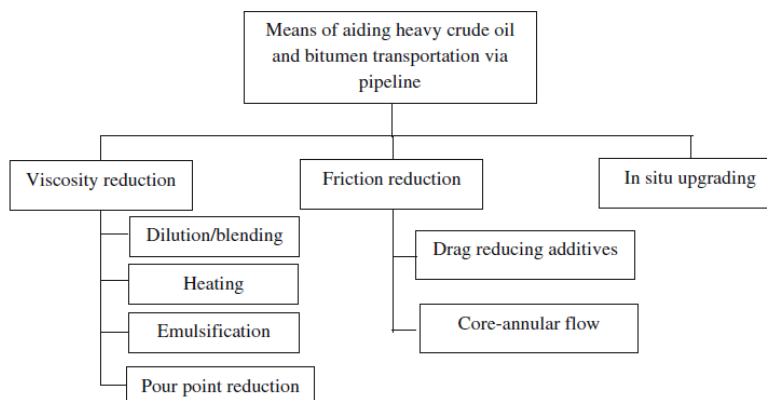 Means of aiding heavy crude oil
and bitumen transportation via
pipeline
Viscosity reduction
Friction reduction
In situ upgrading
Dilution/blending
Heating
Emulsification
Pour point reduction
Drag reducing additives
Core-annular flow